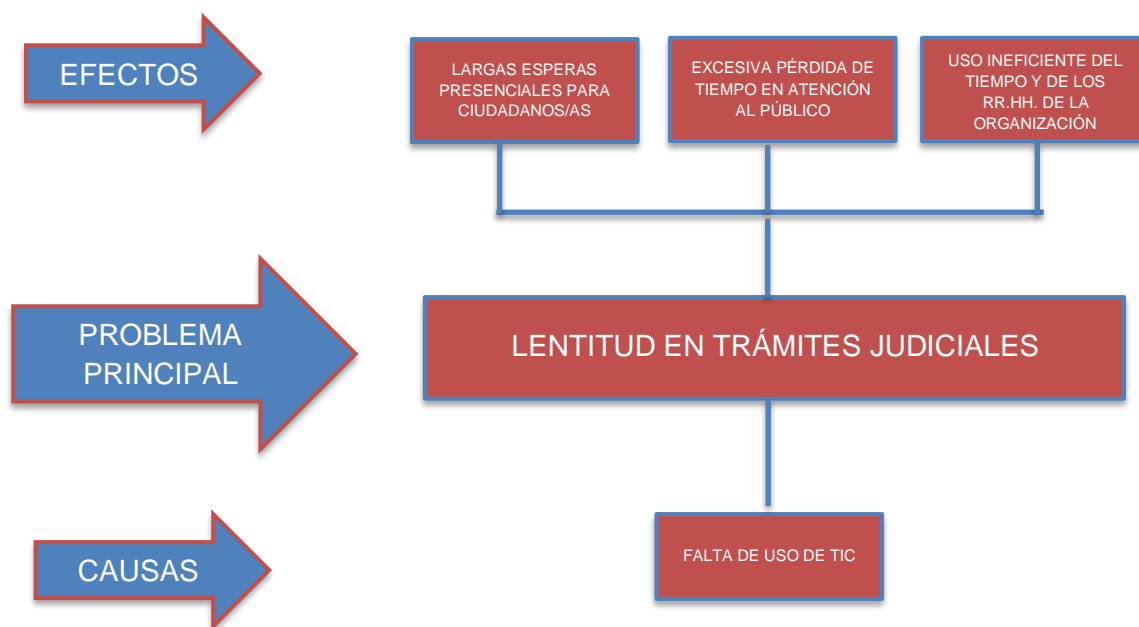 EFECTOS
LARGAS ESPERAS
PRESENCIALES PARA
CIUDADANOS/AS
EXCESIVA PÉRDIDA DE
TIEMPO EN ATENCIÓN
AL PÚBLICO
USO INEFICIENTE DEL
TIEMPO Y DE LOS
RR.HH. DE LA
ORGANIZACIÓN
PROBLEMA
PRINCIPAL
LENTITUD EN TRÁMITES JUDICIALES
CAUSAS
FALTA DE USO DE TIC